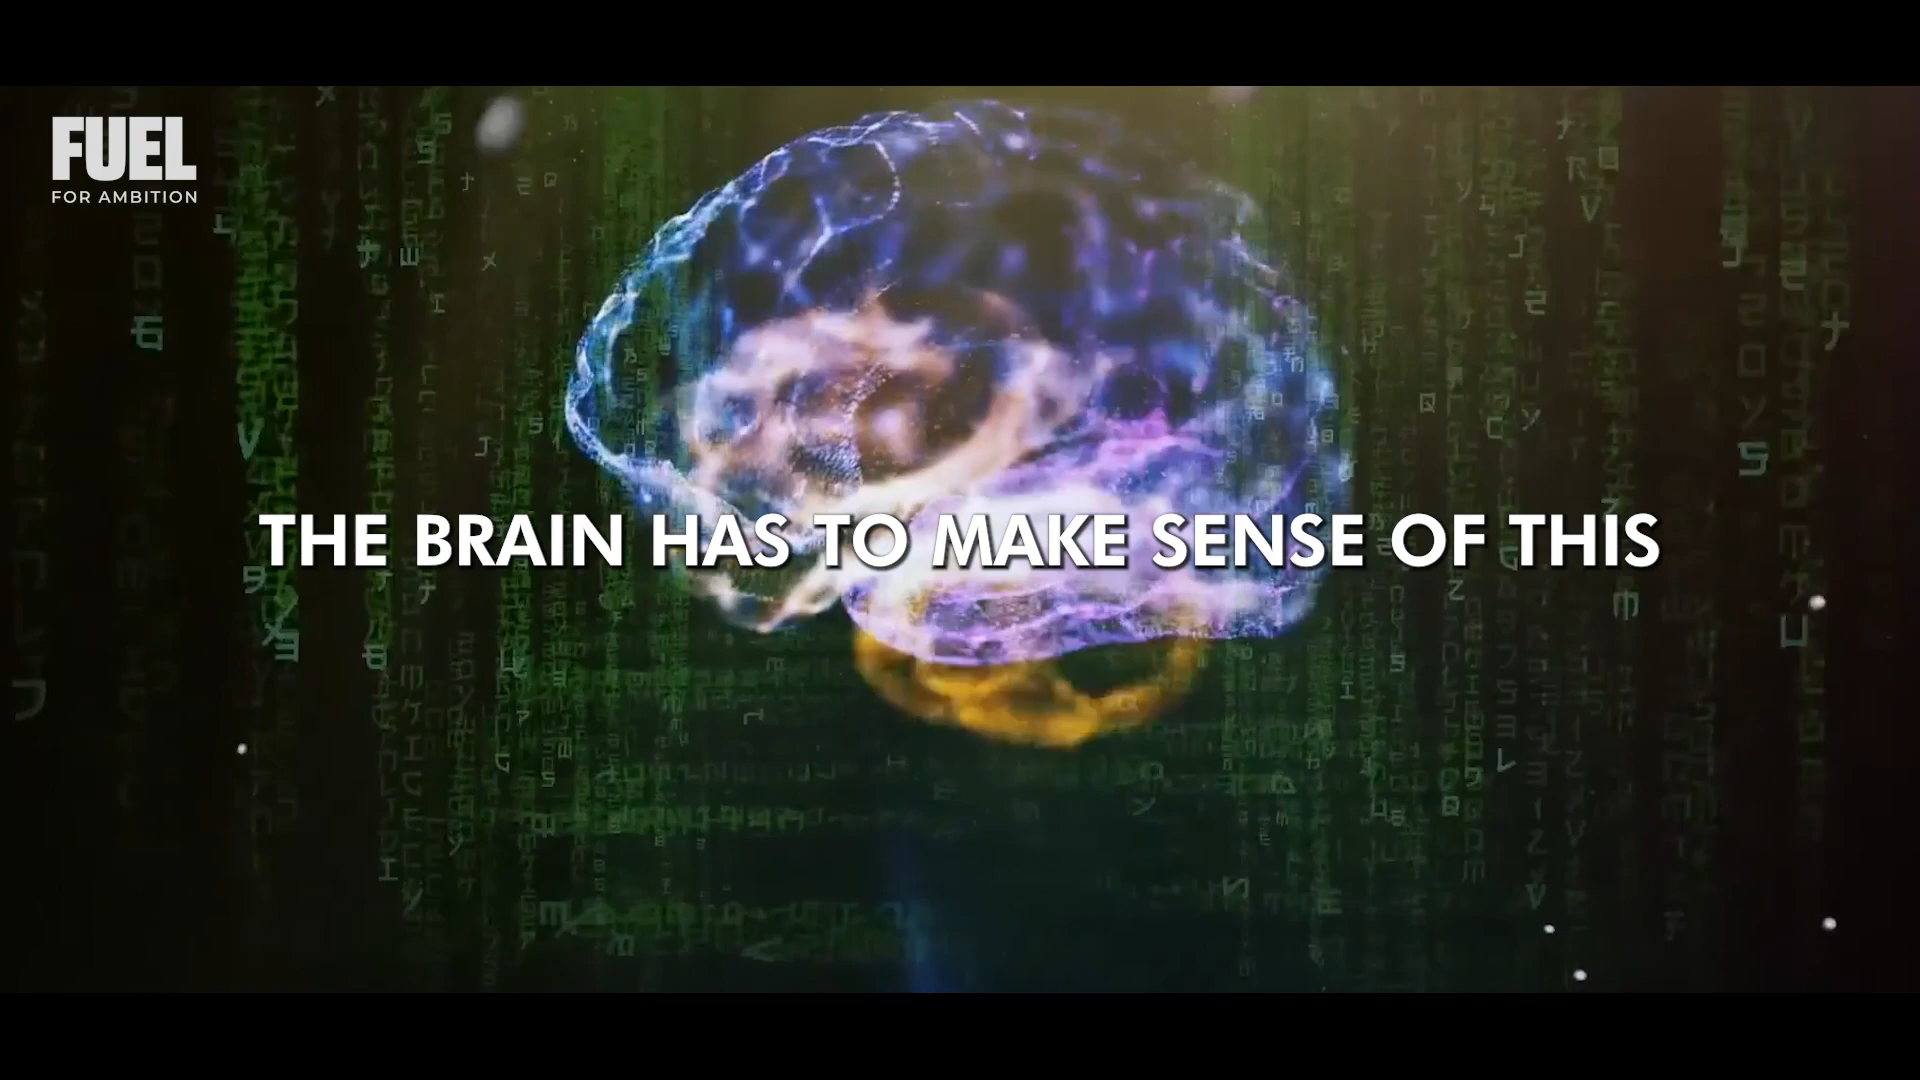 FUEL
FOR AMBITION
THE BRAIN HAS TO MAKE SENSE OF THIS